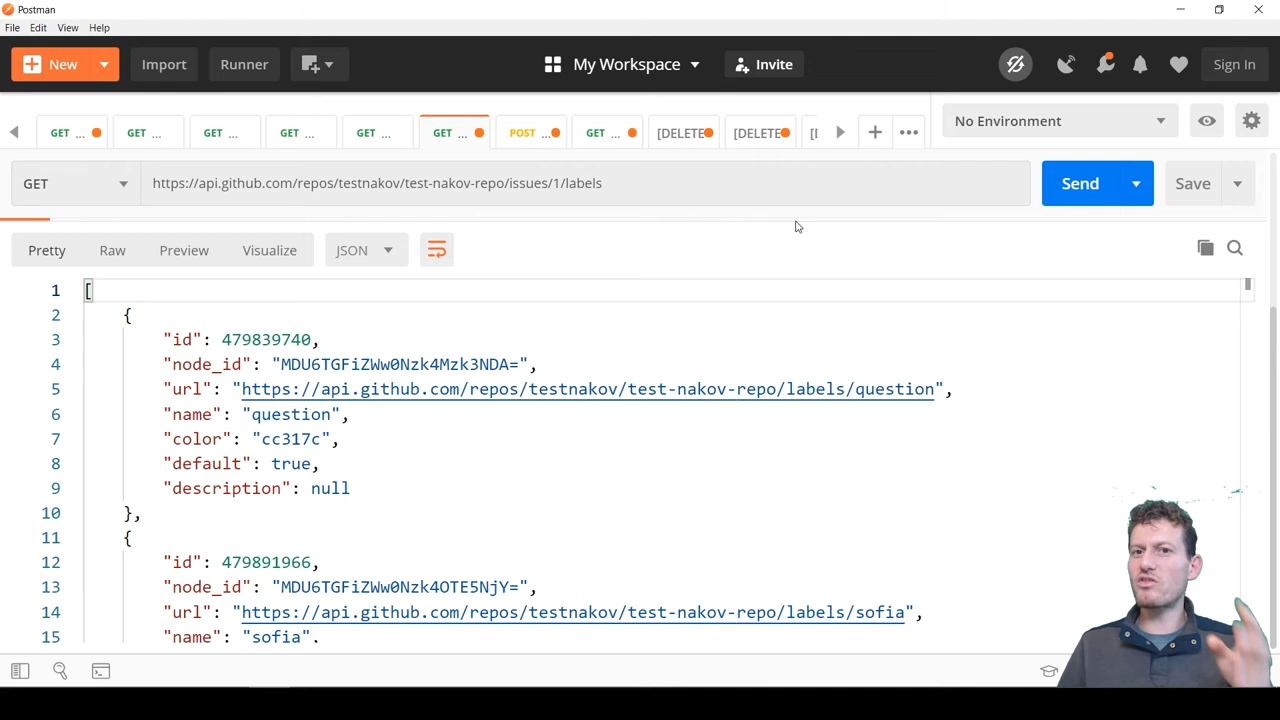 Postman
File Edit View Help
New Import Runner My Workspace Invite Sign In
GET ... GET ... GET ... GET ... GET ... GET ... POST ... GET ... [DELETE [DELETE [I No Environment
GET https://api.github.com/repos/testnakov/test-nakov-repo/issues/1/labels Send Save
Pretty Raw Preview Visualize JSON
1 [
2 {
3 "id": 479839740,
4 "node_id": "MDU6TGFiZWw0Nzk4Mzk3NDA=",
5 "url": "https://api.github.com/repos/testnakov/test-nakov-repo/labels/question",
6 "name": "question",
7 "color": "cc317c",
8 "default": true,
9 "description": null
10 },
11 {
12 "id": 479891966,
13 "node_id": "MDU6TGFiZWw0Nzk4OTE5NjY=",
14 "url": "https://api.github.com/repos/testnakov/test-nakov-repo/labels/sofia",
15 "name": "sofia",